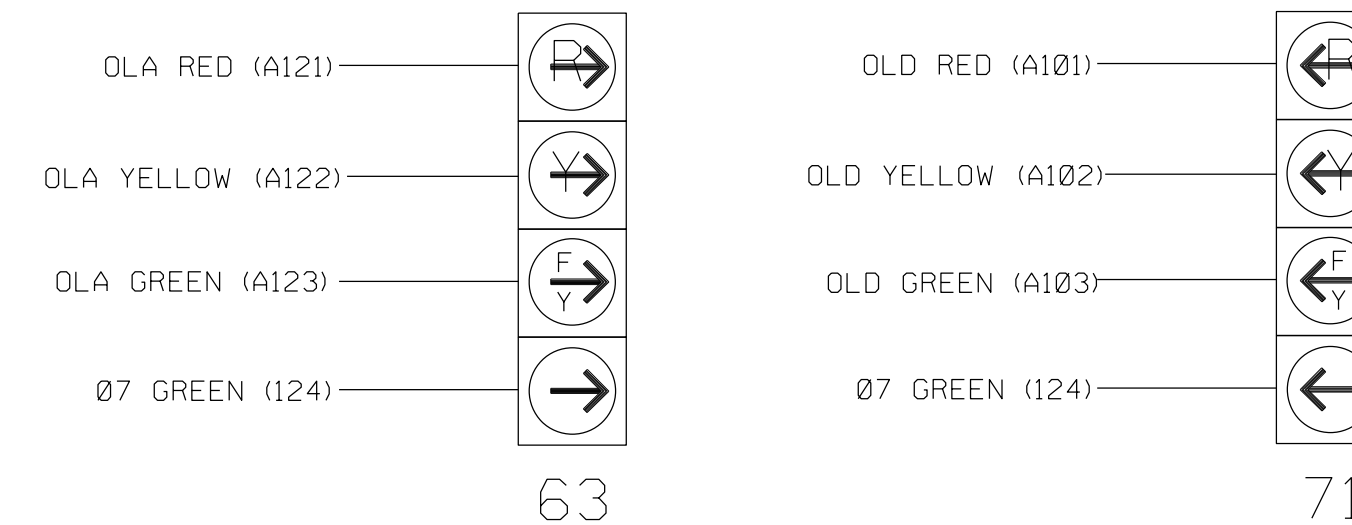 OLA RED (A121)
R
OLA YELLOW (A122)
Y
OLA GREEN (A123)
F
Y
Ø7 GREEN (124)
63
OLD RED (A1Ø1)
R
OLD YELLOW (A1Ø2)
Y
OLD GREEN (A1Ø3)
F
Y
Ø7 GREEN (124)
71